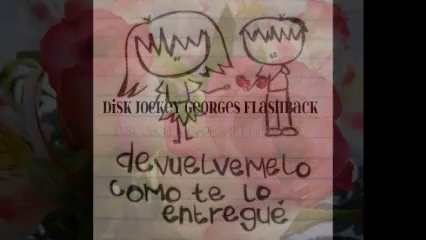 DiSK JOCKEY GEORGES FLASHBACK
devuelvemelo
como te lo
entregué